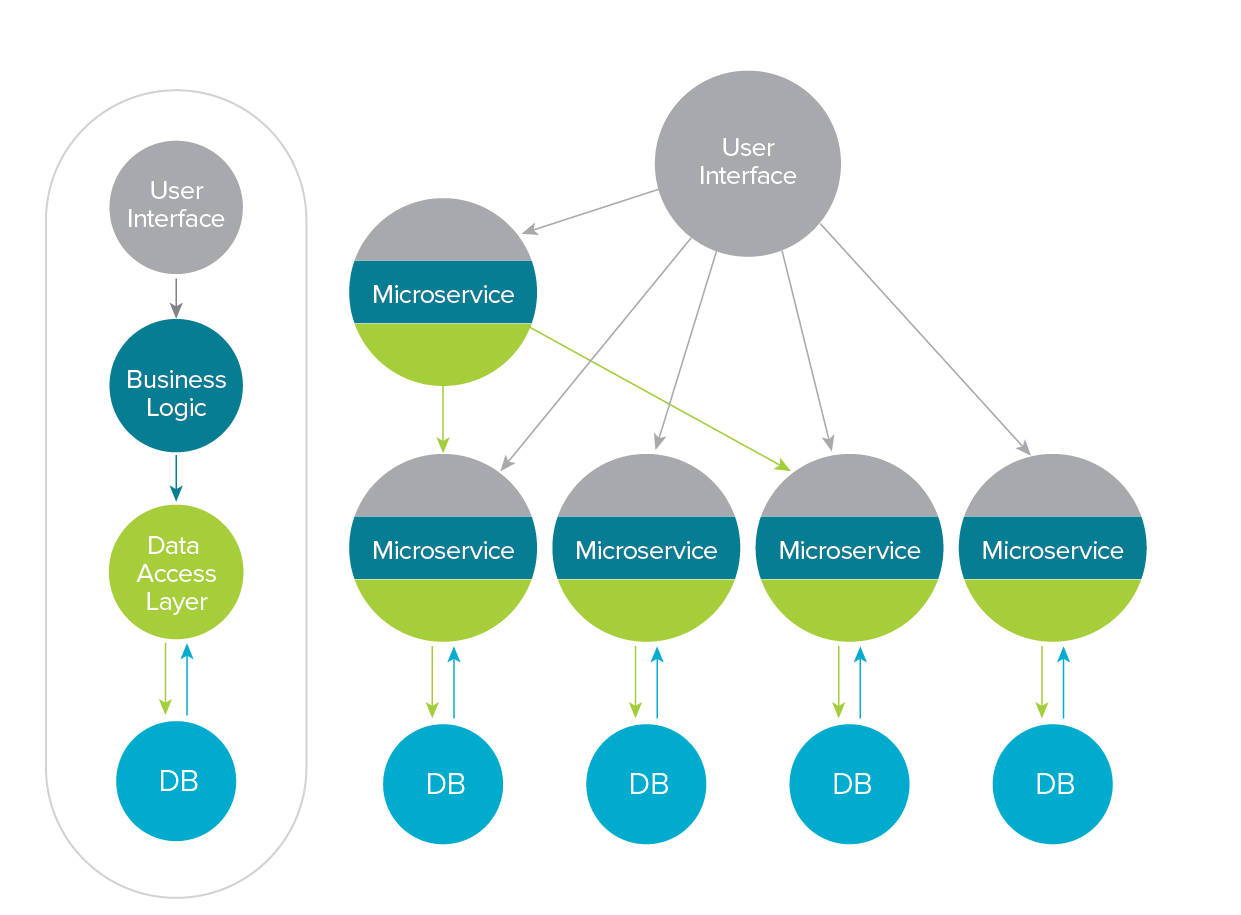 User
Interface
Business
Logic
Data
Access
Layer
DB
User
Interface
Microservice
Microservice
Microservice
Microservice
Microservice
DB
DB
DB
DB